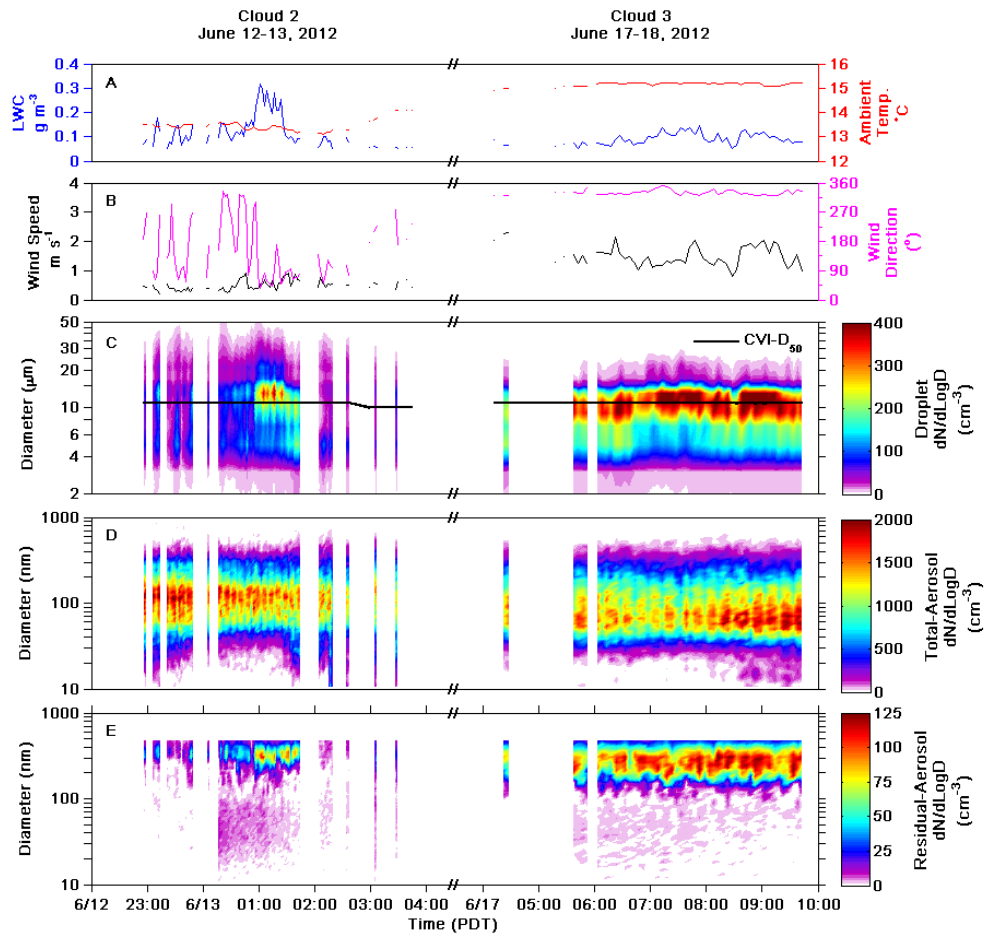 Cloud 2
June 12-13, 2012
Cloud 3
June 17-18, 2012
A
LWC
g m-3
0.4
0.3
0.2
0.1
0
16
15
14
13
12
Ambient
Temp.
°C
B
Wind Speed
m s-1
4
3
2
1
0
360
270
180
90
0
Wind
Direction
(°)
C
CVI-D50
Diameter (μm)
50
30
20
10
6
4
2
400
300
200
100
0
Droplet
dN/dLogD
(cm-3)
D
Diameter (nm)
1000
100
10
2000
1500
1000
500
0
Total-Aerosol
dN/dLogD
(cm-3)
E
Diameter (nm)
1000
100
10
125
100
75
50
25
0
Residual-Aerosol
dN/dLogD
(cm-3)
6/12 23:00 6/13 01:00 02:00 03:00 04:00 6/17 05:00 06:00 07:00 08:00 09:00 10:00
Time (PDT)